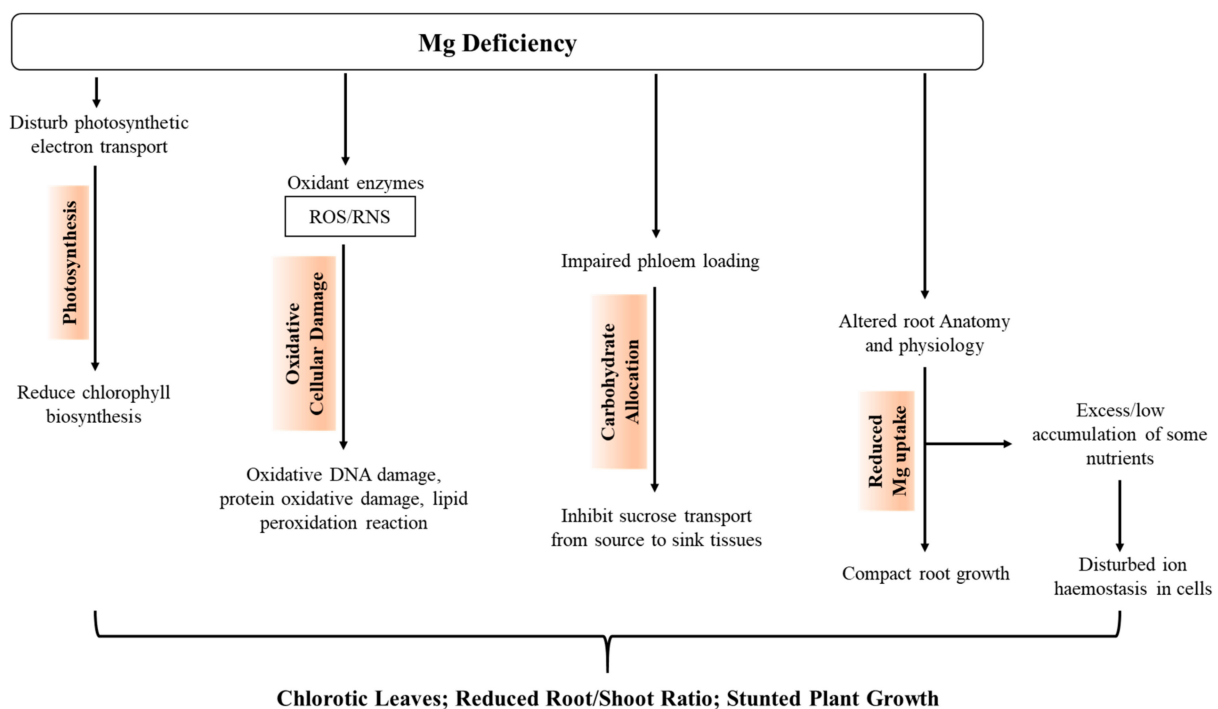 Mg Deficiency
Disturb photosynthetic
electron transport
Photosynthesis
Reduce chlorophyll
biosynthesis
Oxidant enzymes
ROS/RNS
Oxidative
Cellular Damage
Oxidative DNA damage,
protein oxidative damage, lipid
peroxidation reaction
Impaired phloem loading
Carbohydrate
Allocation
Inhibit sucrose transport
from source to sink tissues
Altered root Anatomy
and physiology
Reduced
Mg uptake
Compact root growth
Excess/low
accumulation of some
nutrients
Disturbed ion
haemostasis in cells
Chlorotic Leaves; Reduced Root/Shoot Ratio; Stunted Plant Growth